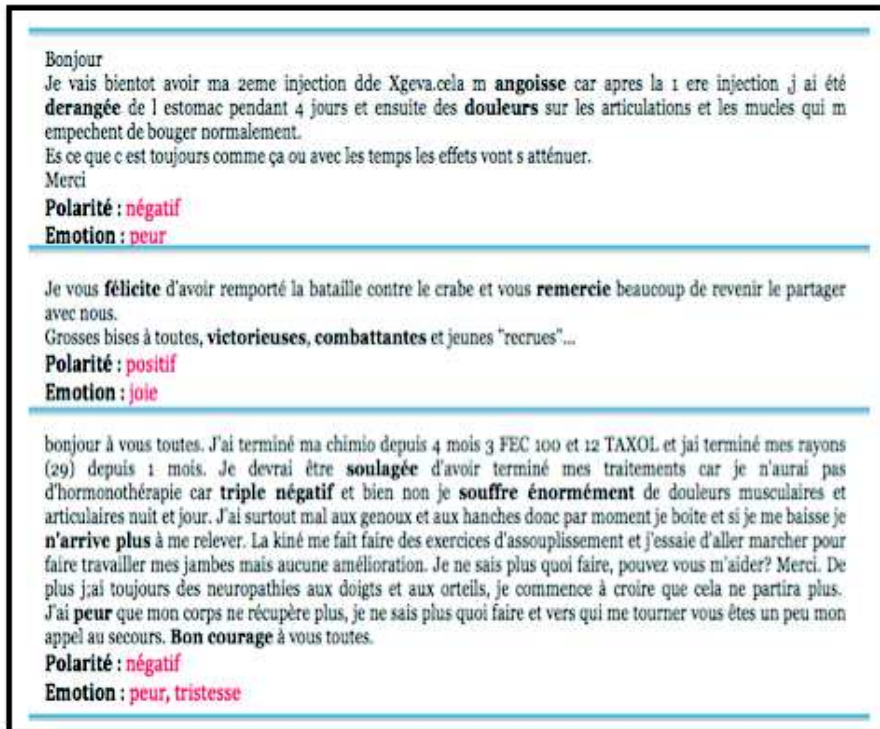 Bonjour
Je vais bientot avoir ma 2eme injection dde Xgeva.cela m angoisse car apres la 1 ere injection ,j ai été
derangée de l estomac pendant 4 jours et ensuite des douleurs sur les articulations et les mucles qui m
empechent de bouger normalement.
Es ce que c est toujours comme ça ou avec les temps les effets vont s atténuer.
Merci
Polarité : négatif
Emotion : peur
Je vous félicite d'avoir remporté la bataille contre le crabe et vous remercie beaucoup de revenir le partager
avec nous.
Grosses bises à toutes, victorieuses, combattantes et jeunes "recrues"...
Polarité : positif
Emotion : joie
bonjour à vous toutes. J'ai terminé ma chimio depuis 4 mois 3 FEC 100 et 12 TAXOL et jai terminé mes rayons
(29) depuis 1 mois. Je devrai être soulagée d'avoir terminé mes traitements car je n'aurai pas
d'hormonothérapie car triple négatif et bien non je souffre énormément de douleurs musculaires et
articulaires nuit et jour. J'ai surtout mal aux genoux et aux hanches donc par moment je boite et si je me baisse je
n'arrive plus à me relever. La kiné me fait faire des exercices d'assouplissement et j'essaie d'aller marcher pour
faire travailler mes jambes mais aucune amélioration. Je ne sais plus quoi faire, pouvez vous m'aider? Merci. De
plus j;ai toujours des neuropathies aux doigts et aux orteils, je commence à croire que cela ne partira plus.
J'ai peur que mon corps ne récupère plus, je ne sais plus quoi faire et vers qui me tourner vous êtes un peu mon
appel au secours. Bon courage à vous toutes.
Polarité : négatif
Emotion : peur, tristesse